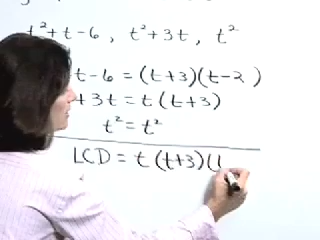 t²+t-6 , t²+3t , t²
t-6 = (t+3)(t-2)
+3t = t(t+3)
t² = t²
LCD = t(t+3)(